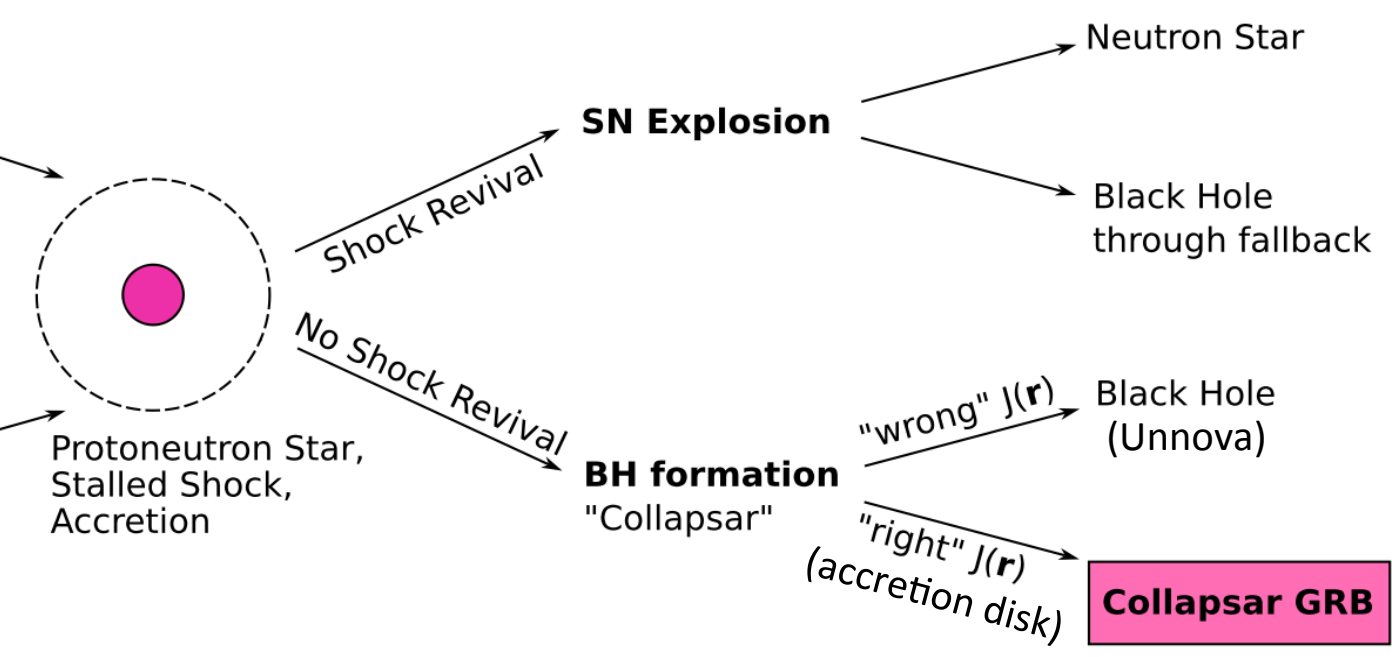 Neutron Star
SN Explosion
Shock Revival
Black Hole
through fallback
No Shock Revival
Protoneutron Star,
Stalled Shock,
Accretion
BH formation
"Collapsar"
"wrong" J(r)
Black Hole
(Unnova)
"right" J(r)
(accretion disk)
Collapsar GRB